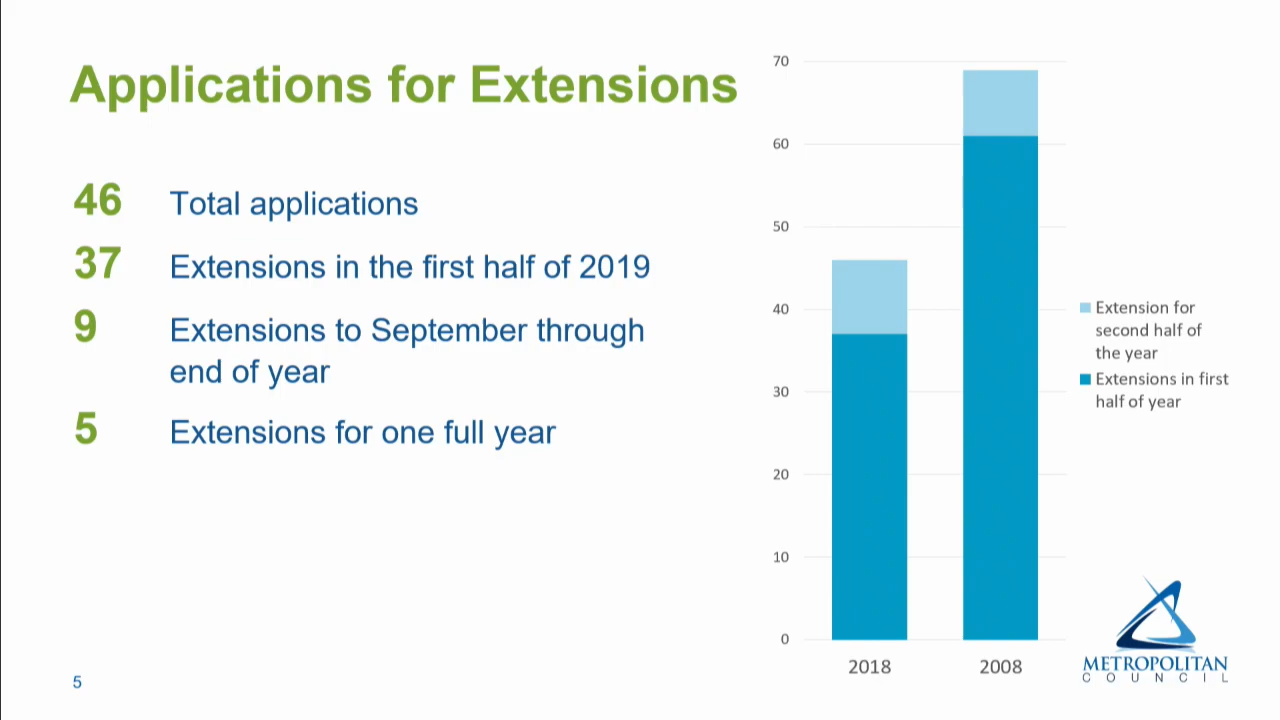 Applications for Extensions
46 Total applications
37 Extensions in the first half of 2019
9 Extensions to September through
end of year
5 Extensions for one full year
5
70
60
50
40
30
20
10
0
2018 2008
Extension for
second half of
the year
Extensions in first
half of year
METROPOLITAN
COUNCIL